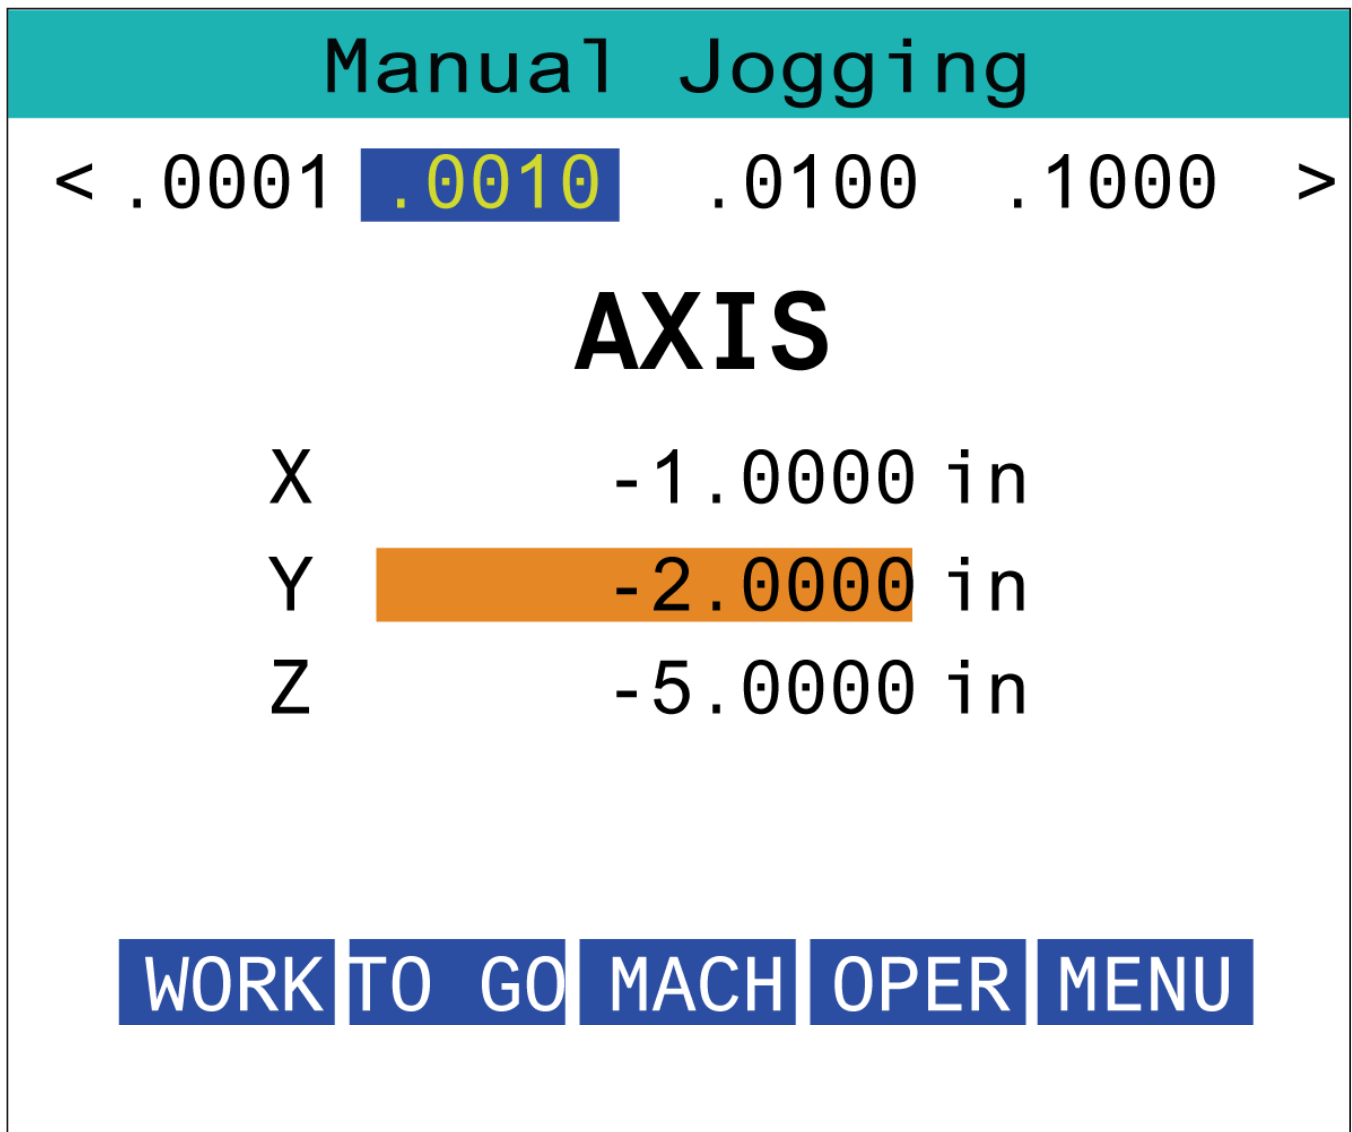 Manual Jogging
< .0001 .0010 .0100 .1000 >
AXIS
X -1.0000 in
Y -2.0000 in
Z -5.0000 in
WORK TO GO MACH OPER MENU